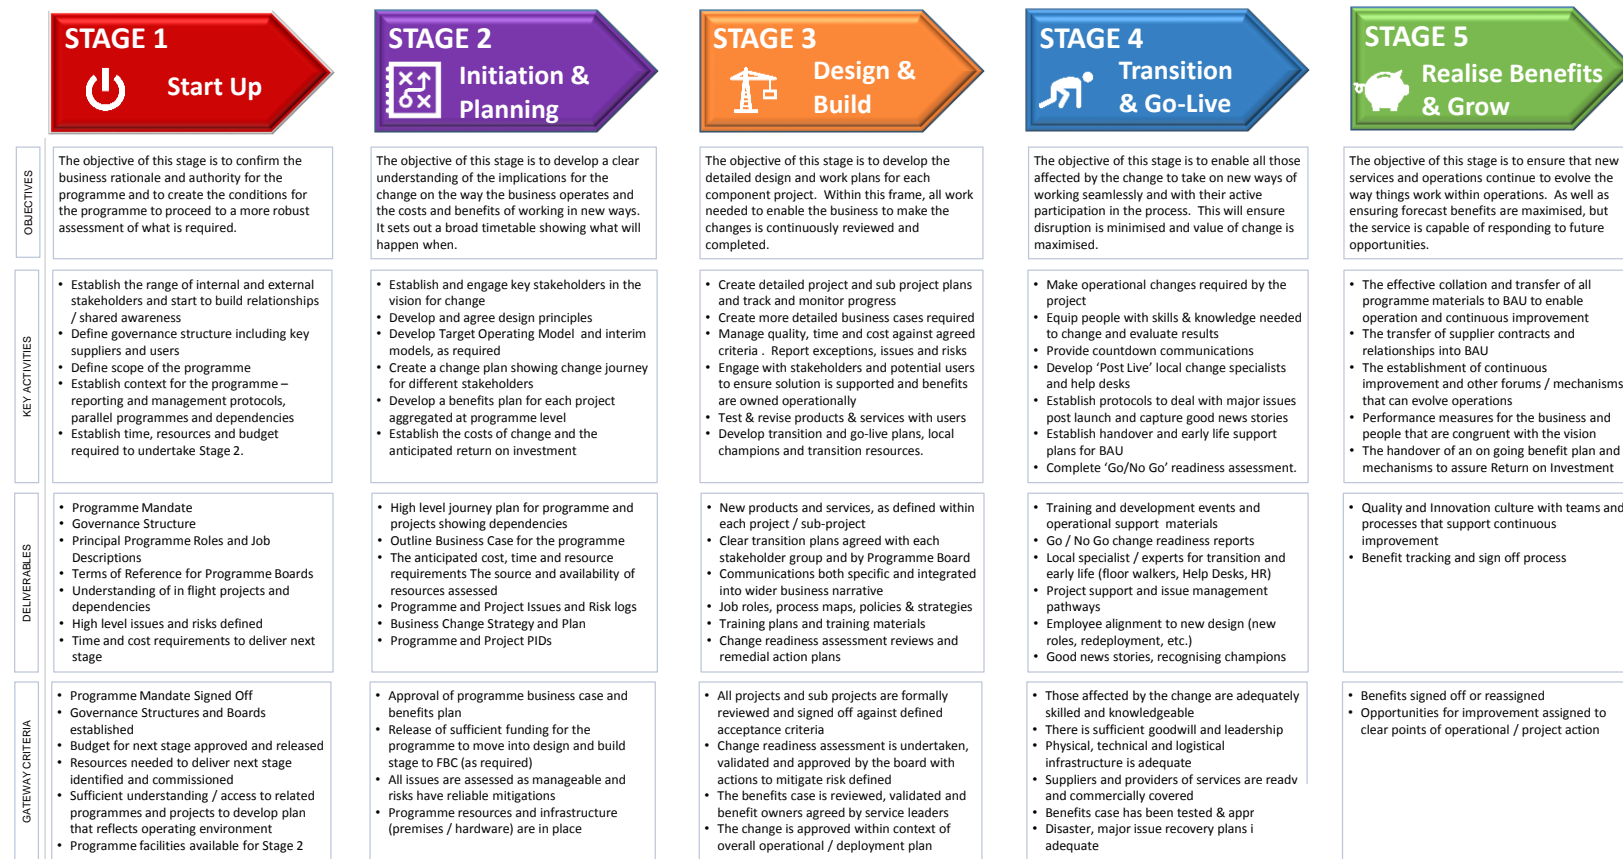 STAGE 1
Start Up
STAGE 2
Initiation &
Planning
STAGE 3
Design &
Build
STAGE 4
Transition
& Go-Live
STAGE 5
Realise Benefits
& Grow
OBJECTIVES
The objective of this stage is to confirm the
business rationale and authority for the
programme and to create the conditions for
the programme to proceed to a more robust
assessment of what is required.
The objective of this stage is to develop a clear
understanding of the implications for the
change on the way the business operates and
the costs and benefits of working in new ways.
It sets out a broad timetable showing what will
happen when.
The objective of this stage is to develop the
detailed design and work plans for each
component project.  Within this frame, all work
needed to enable the business to make the
changes is continuously reviewed and
completed.
The objective of this stage is to enable all those
affected by the change to take on new ways of
working seamlessly and with their active
participation in the process.  This will ensure
disruption is minimised and value of change is
maximised.
The objective of this stage is to ensure that new
services and operations continue to evolve the
way things work within operations.  As well as
ensuring forecast benefits are maximised, but
the service is capable of responding to future
opportunities.
KEY ACTIVITIES
• Establish the range of internal and external
stakeholders and start to build relationships
/ shared awareness
• Define governance structure including key
suppliers and users
• Define scope of the programme
• Establish context for the programme –
reporting and management protocols,
parallel programmes and dependencies
• Establish time, resources and budget
required to undertake Stage 2.
• Establish and engage key stakeholders in the
vision for change
• Develop and agree design principles
• Develop Target Operating Model  and interim
models, as required
• Create a change plan showing change journey
for different stakeholders
• Develop a benefits plan for each project
aggregated at programme level
• Establish the costs of change and the
anticipated return on investment
• Create detailed project and sub project plans
and track and monitor progress
• Create more detailed business cases required
• Manage quality, time and cost against agreed
criteria .  Report exceptions, issues and risks
• Engage with stakeholders and potential users
to ensure solution is supported and benefits
are owned operationally
• Test & revise products & services with users
• Develop transition and go-live plans, local
champions and transition resources.
• Make operational changes required by the
project
• Equip people with skills & knowledge needed
to change and evaluate results
• Provide countdown communications
• Develop ‘Post Live’ local change specialists
and help desks
• Establish protocols to deal with major issues
post launch and capture good news stories
• Establish handover and early life support
plans for BAU
• Complete ‘Go/No Go’ readiness assessment.
• The effective collation and transfer of all
programme materials to BAU to enable
operation and continuous improvement
• The transfer of supplier contracts and
relationships into BAU
• The establishment of continuous
improvement and other forums / mechanisms
that can evolve operations
• Performance measures for the business and
people that are congruent with the vision
• The handover of an on going benefit plan and
mechanisms to assure Return on Investment
DELIVERABLES
• Programme Mandate
• Governance Structure
• Principal Programme Roles and Job
Descriptions
• Terms of Reference for Programme Boards
• Understanding of in flight projects and
dependencies
• High level issues and risks defined
• Time and cost requirements to deliver next
stage
• High level journey plan for programme and
projects showing dependencies
• Outline Business Case for the programme
• The anticipated cost, time and resource
requirements The source and availability of
resources assessed
• Programme and Project Issues and Risk logs
• Business Change Strategy and Plan
• Programme and Project PIDs
• New products and services, as defined within
each project / sub-project
• Clear transition plans agreed with each
stakeholder group and by Programme Board
• Communications both specific and integrated
into wider business narrative
• Job roles, process maps, policies & strategies
• Training plans and training materials
• Change readiness assessment reviews and
remedial action plans
• Training and development events and
operational support  materials
• Go / No Go change readiness reports
• Local specialist / experts for transition and
early life (floor walkers, Help Desks, HR)
• Project support and issue management
pathways
• Employee alignment to new design (new
roles, redeployment, etc.)
• Good news stories, recognising champions
• Quality and Innovation culture with teams and
processes that support continuous
improvement
• Benefit tracking and sign off process
GATEWAY CRITERIA
• Programme Mandate Signed Off
• Governance Structures and Boards
established
• Budget for next stage approved and released
• Resources needed to deliver next stage
identified and commissioned
• Sufficient understanding / access to related
programmes and projects to develop plan
that reflects operating environment
• Programme facilities available for Stage 2
• Approval of programme business case and
benefits plan
• Release of sufficient funding for the
programme to move into design and build
stage to FBC (as required)
• All issues are assessed as manageable and
risks have reliable mitigations
• Programme resources and infrastructure
(premises / hardware) are in place
• All projects and sub projects are formally
reviewed and signed off against defined
acceptance criteria
• Change readiness assessment is undertaken,
validated and approved by the board with
actions to mitigate risk defined
• The benefits case is reviewed, validated and
benefit owners agreed by service leaders
• The change is approved within context of
overall operational / deployment plan
• Those affected by the change are adequately
skilled and knowledgeable
• There is sufficient goodwill and leadership
• Physical, technical and logistical
infrastructure is adequate
• Suppliers and providers of services are ready
and commercially covered
• Benefits case has been tested & appr
• Disaster, major issue recovery plans i
adequate
• Benefits signed off or reassigned
• Opportunities for improvement assigned to
clear points of operational / project action